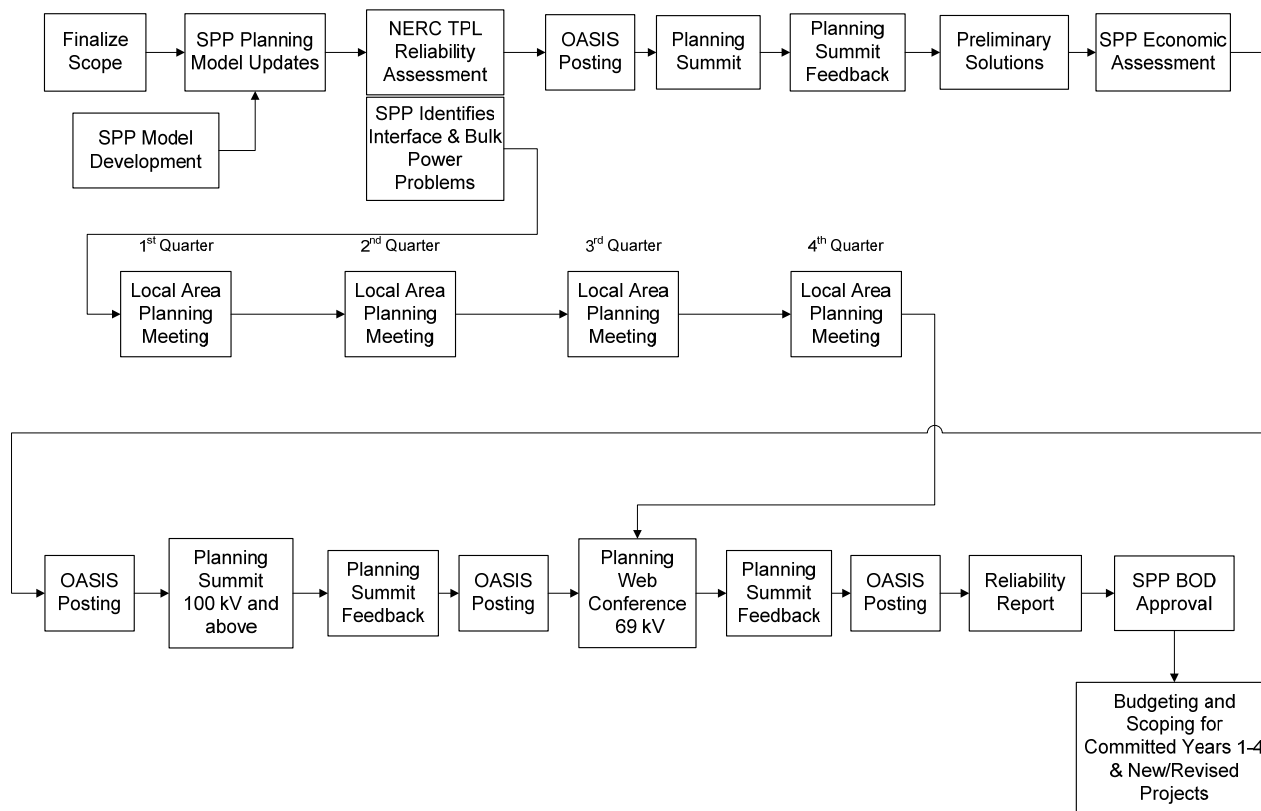 Finalize
Scope
SPP Planning
Model Updates
NERC TPL
Reliability
Assessment
OASIS
Posting
Planning
Summit
Planning
Summit
Feedback
Preliminary
Solutions
SPP Economic
Assessment
SPP Model
Development
SPP Identifies
Interface & Bulk
Power
Problems
1st Quarter
2nd Quarter
3rd Quarter
4th Quarter
Local Area
Planning
Meeting
Local Area
Planning
Meeting
Local Area
Planning
Meeting
Local Area
Planning
Meeting
OASIS
Posting
Planning
Summit
100 kV and
above
Planning
Summit
Feedback
OASIS
Posting
Planning
Web
Conference
69 kV
Planning
Summit
Feedback
OASIS
Posting
Reliability
Report
SPP BOD
Approval
Budgeting and
Scoping for
Committed Years 1-4
& New/Revised
Projects